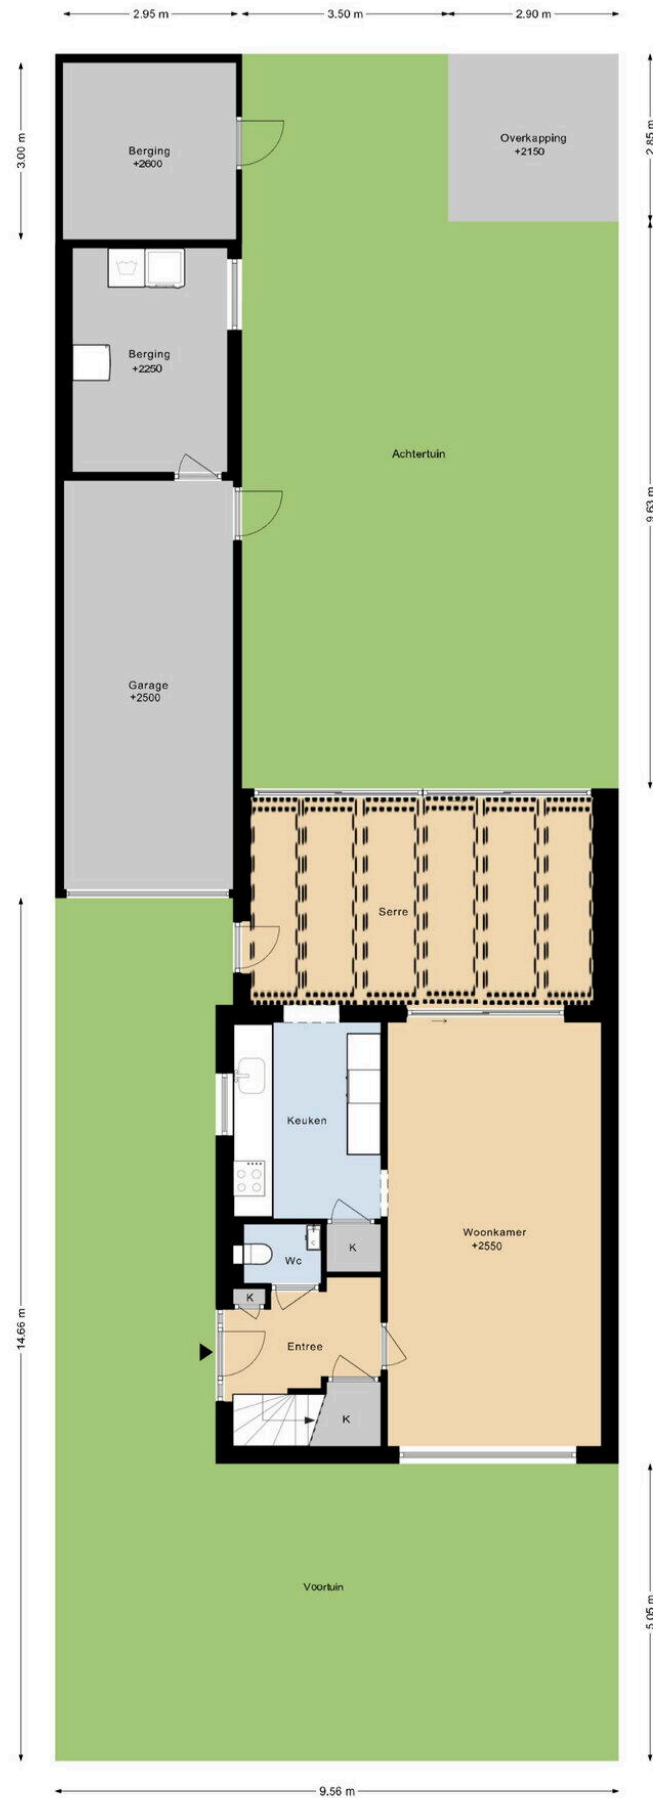 2.95 m
3.50 m
2.90 m
3.00 m
2.85 m
Berging
+2600
Overkapping
+2150
Berging
+2250
Achtertuin
9.63 m
Garage
+2500
Serre
Keuken
Woonkamer
+2550
K
Wc
K
Entree
14.66 m
K
Voortuin
5.05 m
9.56 m